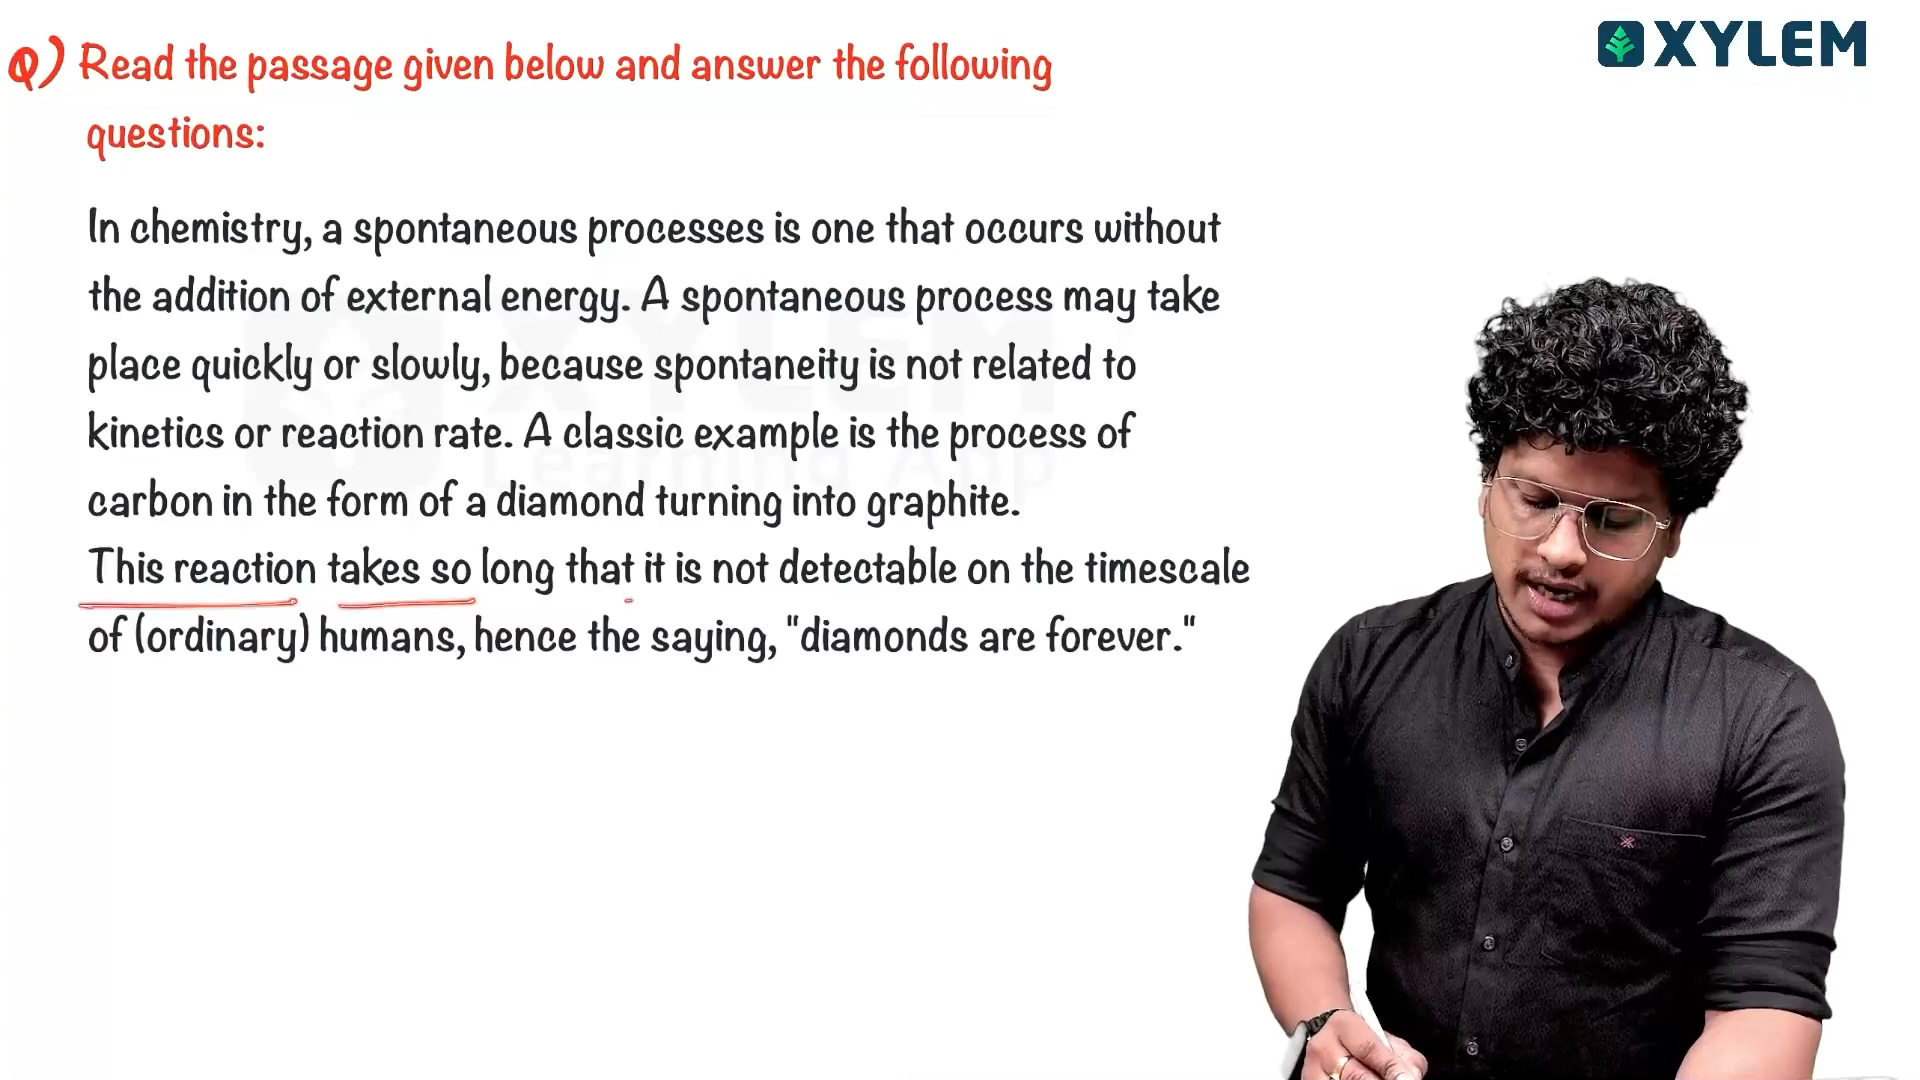 XYLEM
Q) Read the passage given below and answer the following
questions:
In chemistry, a spontaneous processes is one that occurs without
the addition of external energy. A spontaneous process may take
place quickly or slowly, because spontaneity is not related to
kinetics or reaction rate. A classic example is the process of
carbon in the form of a diamond turning into graphite.
This reaction takes so long that it is not detectable on the timescale
of (ordinary) humans, hence the saying, "diamonds are forever."
XYLEM
Learning App